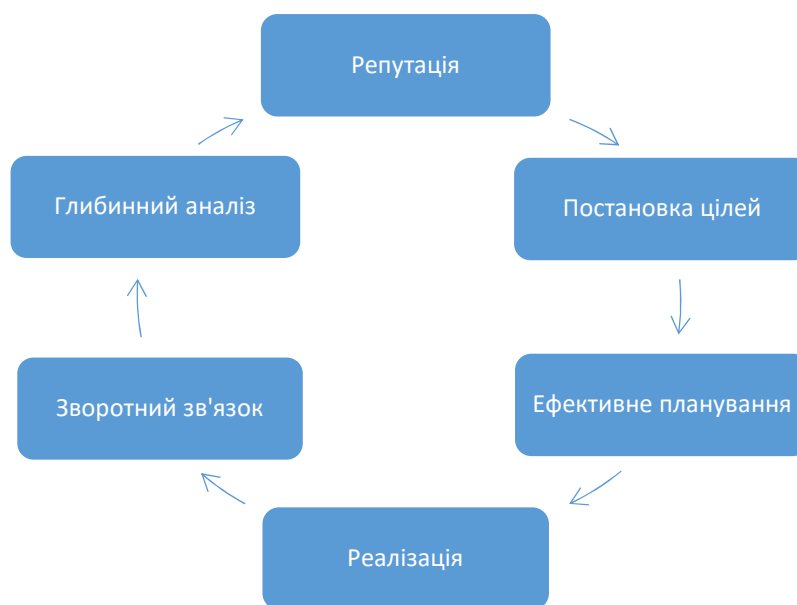 Репутація
Постановка цілей
Ефективне планування
Реалізація
Зворотний зв'язок
Глибинний аналіз